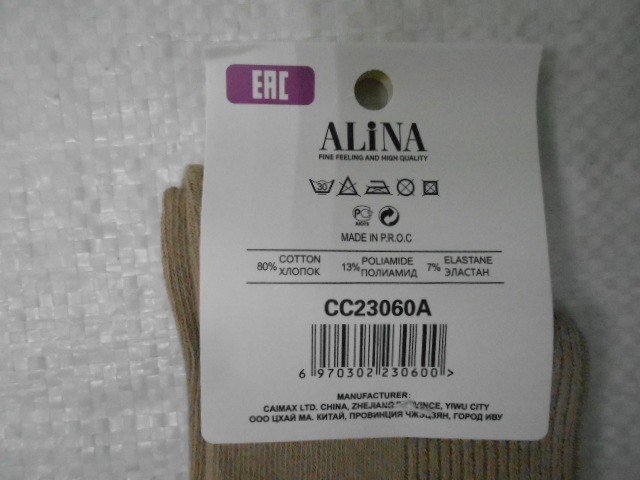 EAC
ALiNA
FINE FEELING AND HIGH QUALITY
30
MADE IN P.R.O.C
80% COTTON ХЛОПОК 13% POLIAMIDE ПОЛИАМИД 7% ELASTANE ЭЛАСТАН
CC23060A
6 970302 230600 >
MANUFACTURER:
CAIMAX LTD. CHINA, ZHEJIANG PROVINCE, YIWU CITY
ООО ЦХАЙ МА. КИТАЙ, ПРОВИНЦИЯ ЧЖЭЦЗЯН, ГОРОД ИВУ